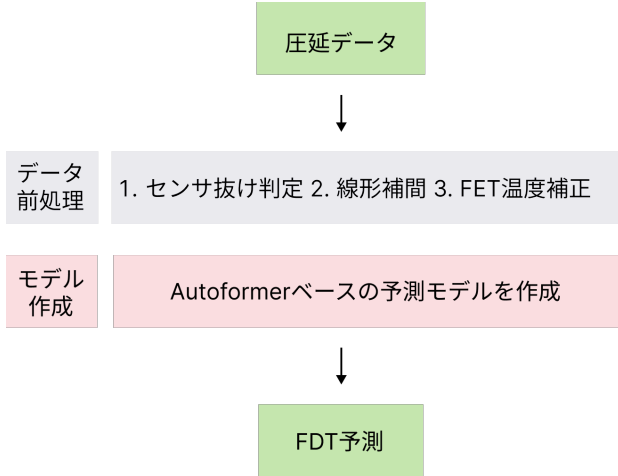 圧延データ
データ
前処理
1. センサ抜け判定 2. 線形補間 3. FET温度補正
モデル
作成
Autoformerベースの予測モデルを作成
FDT予測